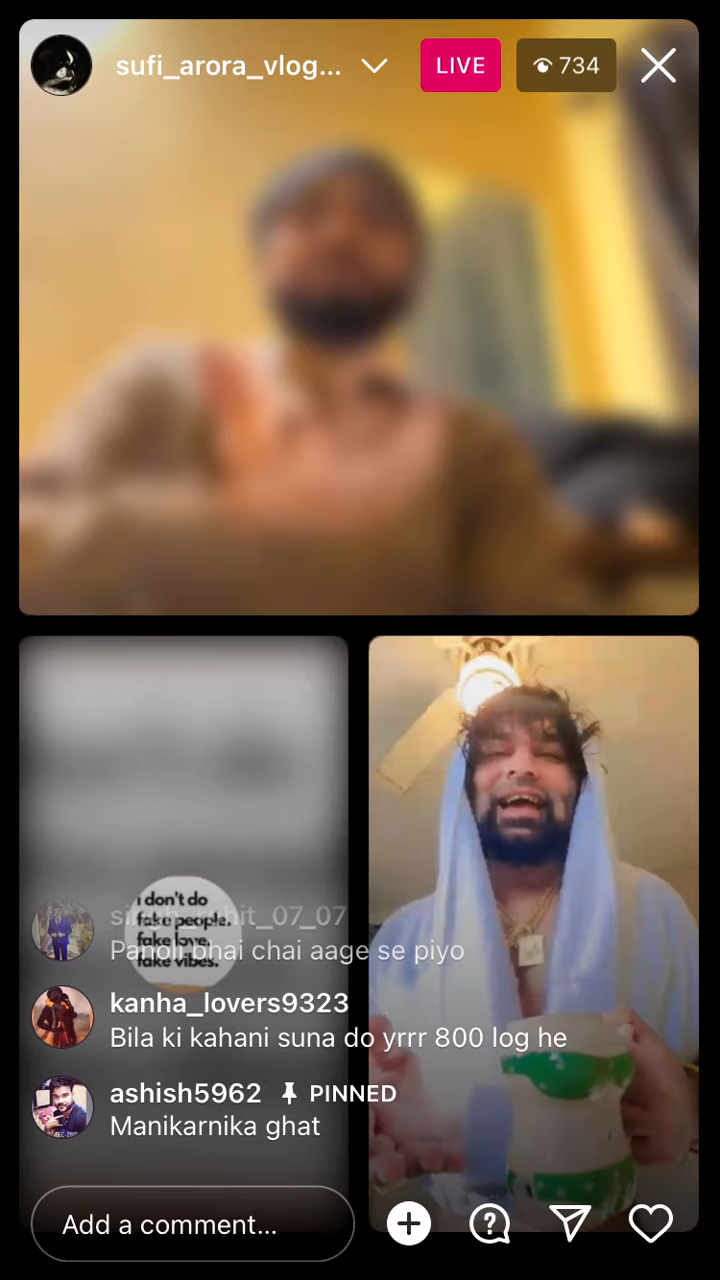 sufi_arora_vlog...
LIVE
734
i don't do
fake people.
fake love.
fake vibes.
Panoli bhai chai aage se piyo
kanha_lovers9323
Bila ki kahani suna do yrrr 800 log he
ashish5962 PINNED
Manikarnika ghat
Add a comment...